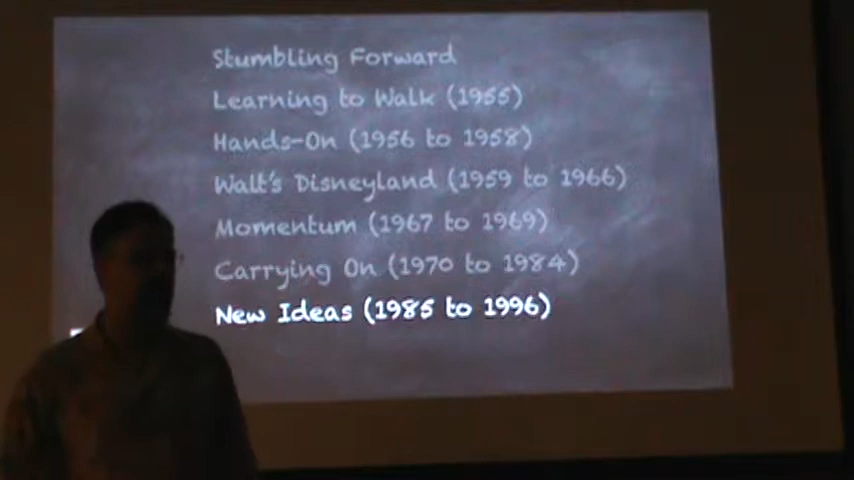 Stumbling Forward
Learning to Walk (1955)
Hands-On (1956 to 1958)
Walt's Disneyland (1959 to 1966)
Momentum (1967 to 1969)
Carrying On (1970 to 1984)
New Ideas (1985 to 1996)